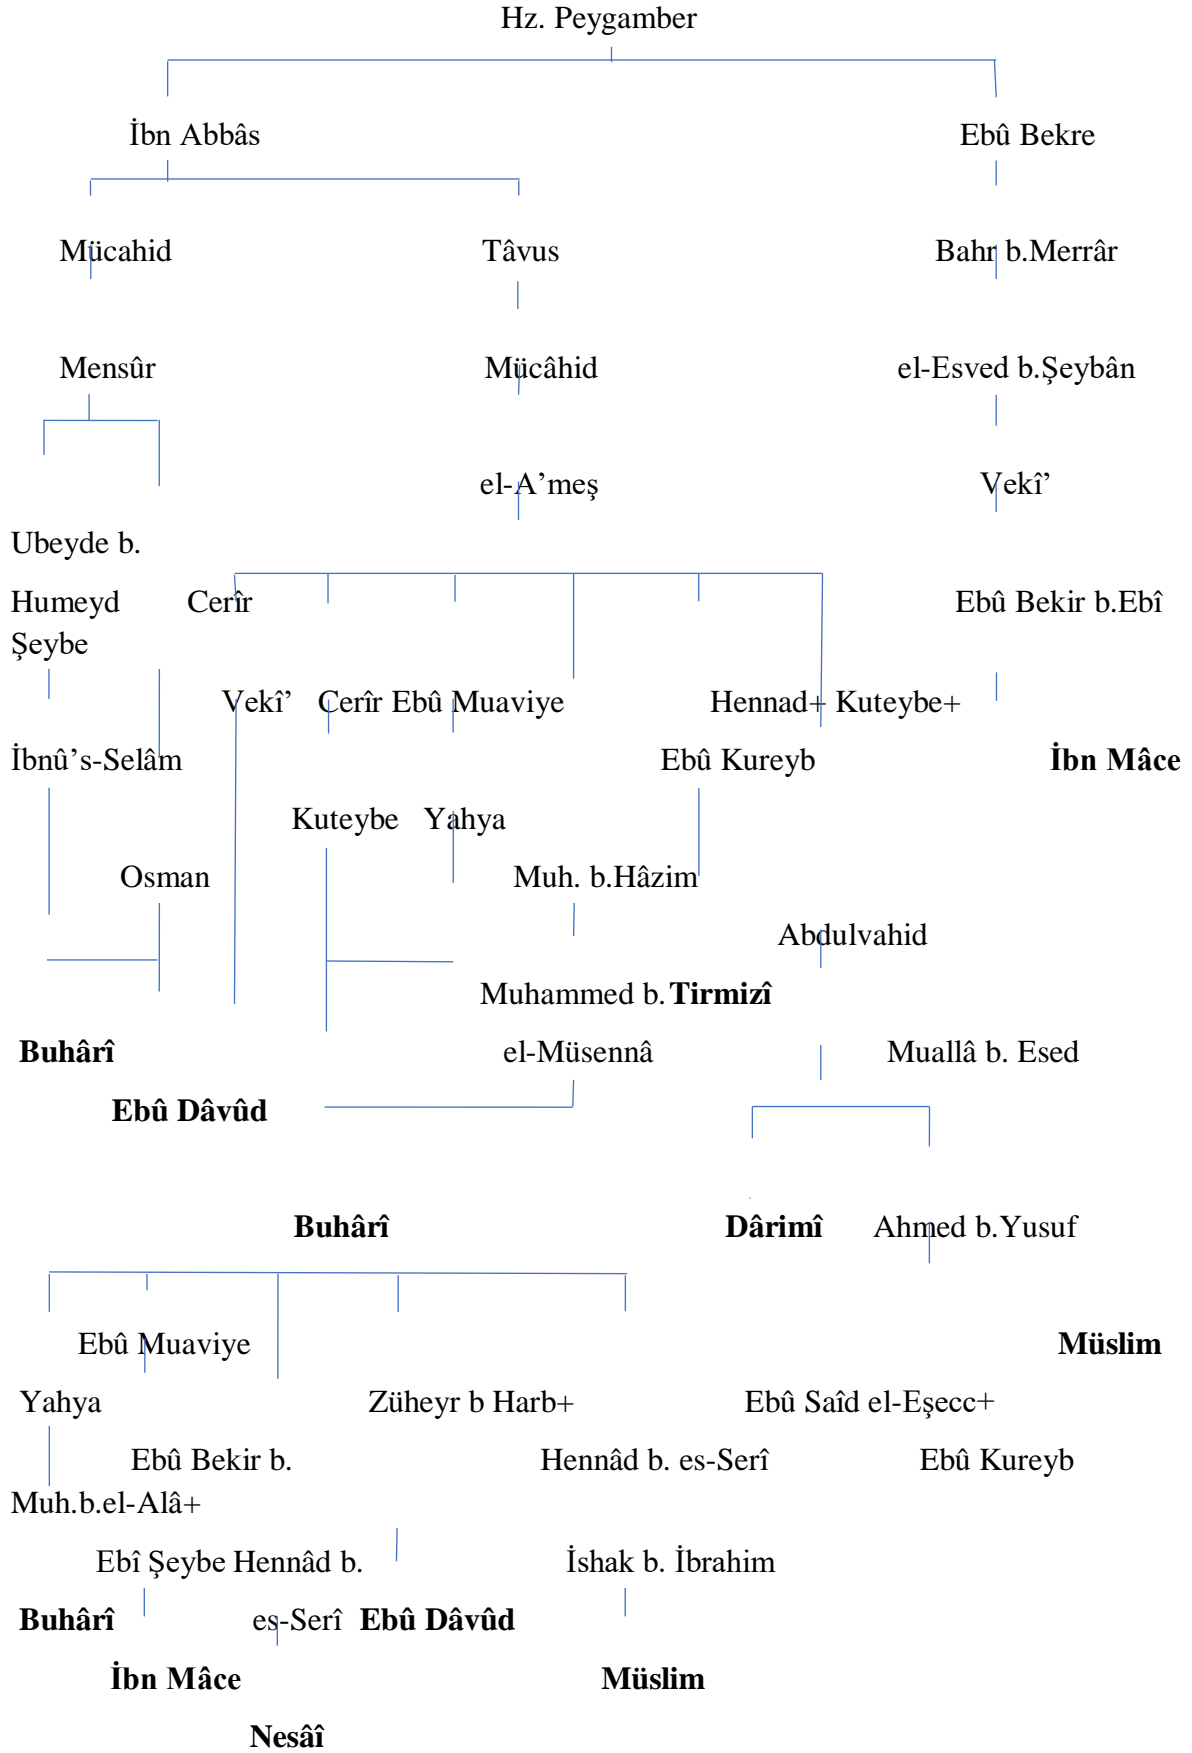 Hz. Peygamber
İbn Abbâs Ebû Bekre
Mücahid Tâvus Bahr b.Merrâr
Mensûr Mücâhid el-Esved b.Şeybân
el-A’meş Vekî’
Ubeyde b.
Humeyd Cerîr Ebû Bekir b.Ebî
Şeybe
Vekî’ Cerîr Ebû Muaviye Hennad+ Kuteybe+
İbnû’s-Selâm Ebû Kureyb İbn Mâce
Kuteybe Yahya
Osman Muh. b.Hâzim
Abdulvahid
Muhammed b. Tirmizî
Buhârî el-Müsennâ Muallâ b. Esed
Ebû Dâvûd
Buhârî Dârimî Ahmed b.Yusuf
Ebû Muaviye Müslim
Yahya Züheyr b Harb+ Ebû Saîd el-Eşecc+
Ebû Bekir b. Hennâd b. es-Serî Ebû Kureyb
Muh.b.el-Alâ+
Ebî Şeybe Hennâd b. İshak b. İbrahim
Buhârî es-Serî Ebû Dâvûd
İbn Mâce Müslim
Nesâî